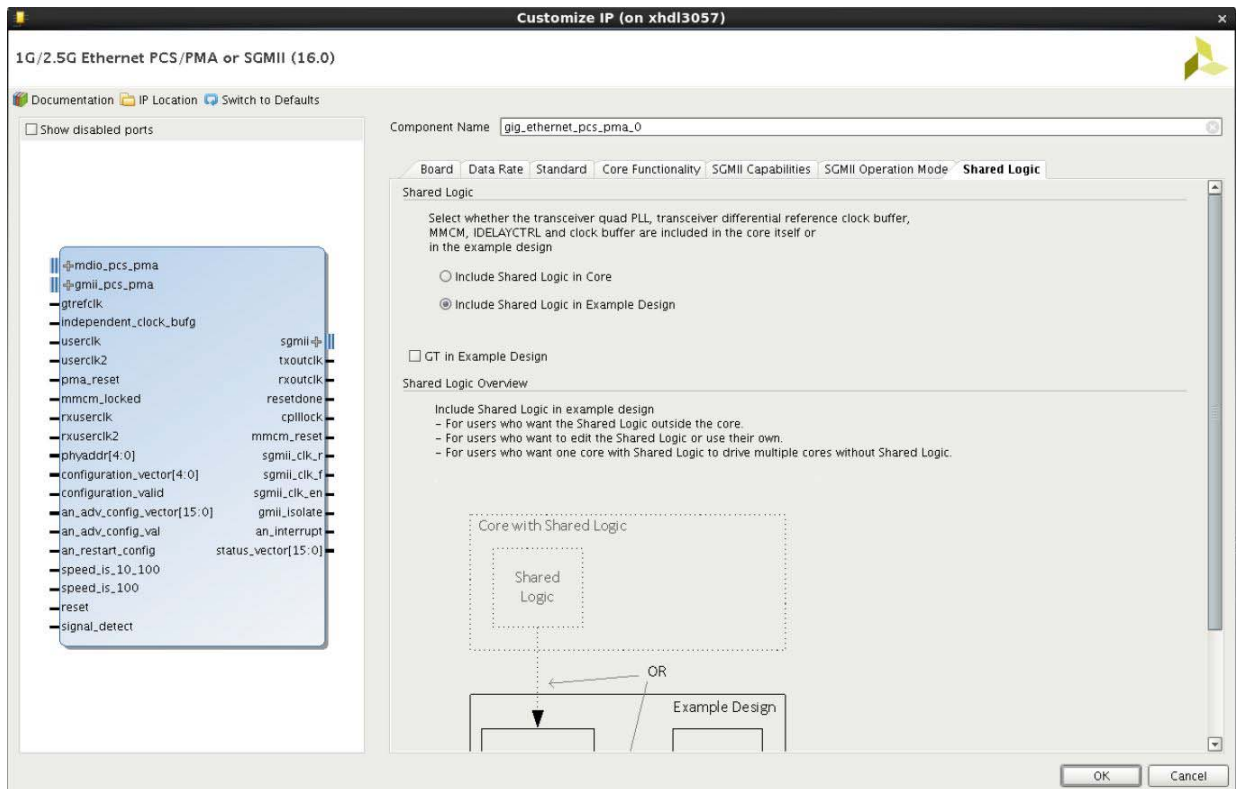 Customize IP (on xhdl3057)
1G/2.5G Ethernet PCS/PMA or SGMII (16.0)
Documentation IP Location Switch to Defaults
Show disabled ports
mdio_pcs_pma
gmii_pcs_pma
gtrefclk
independent_clock_bufg
userclk
userclk2
pma_reset
mmcm_locked
rxuserclk
rxuserclk2
phyaddr[4:0]
configuration_vector[4:0]
configuration_valid
an_adv_config_vector[15:0]
an_adv_config_val
an_restart_config
speed_is_10_100
speed_is_100
reset
signal_detect
sgmii
txoutclk
rxoutclk
resetdone
cplllock
mmcm_reset
sgmii_clk_r
sgmii_clk_f
sgmii_clk_en
gmii_isolate
an_interrupt
status_vector[15:0]
Component Name gig_ethernet_pcs_pma_0
Board Data Rate Standard Core Functionality SGMII Capabilities SGMII Operation Mode Shared Logic
Shared Logic
Select whether the transceiver quad PLL, transceiver differential reference clock buffer,
MMCM, IDELAYCTRL and clock buffer are included in the core itself or
in the example design
Include Shared Logic in Core
Include Shared Logic in Example Design
GT in Example Design
Shared Logic Overview
Include Shared Logic in example design
- For users who want the Shared Logic outside the core.
- For users who want to edit the Shared Logic or use their own.
- For users who want one core with Shared Logic to drive multiple cores without Shared Logic.
Core with Shared Logic
Shared
Logic
OR
Example Design
OK Cancel